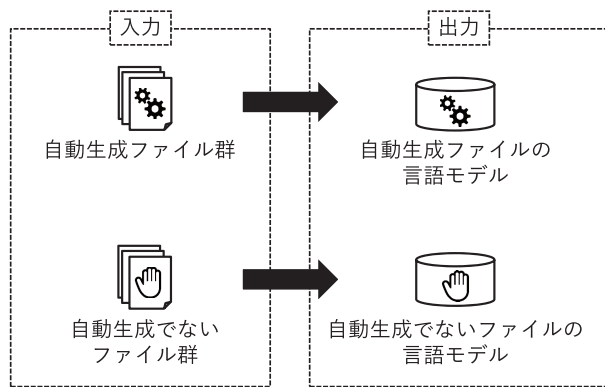 入力
出力
自動生成ファイル群
自動生成ファイルの
言語モデル
自動生成でない
ファイル群
自動生成でないファイルの
言語モデル